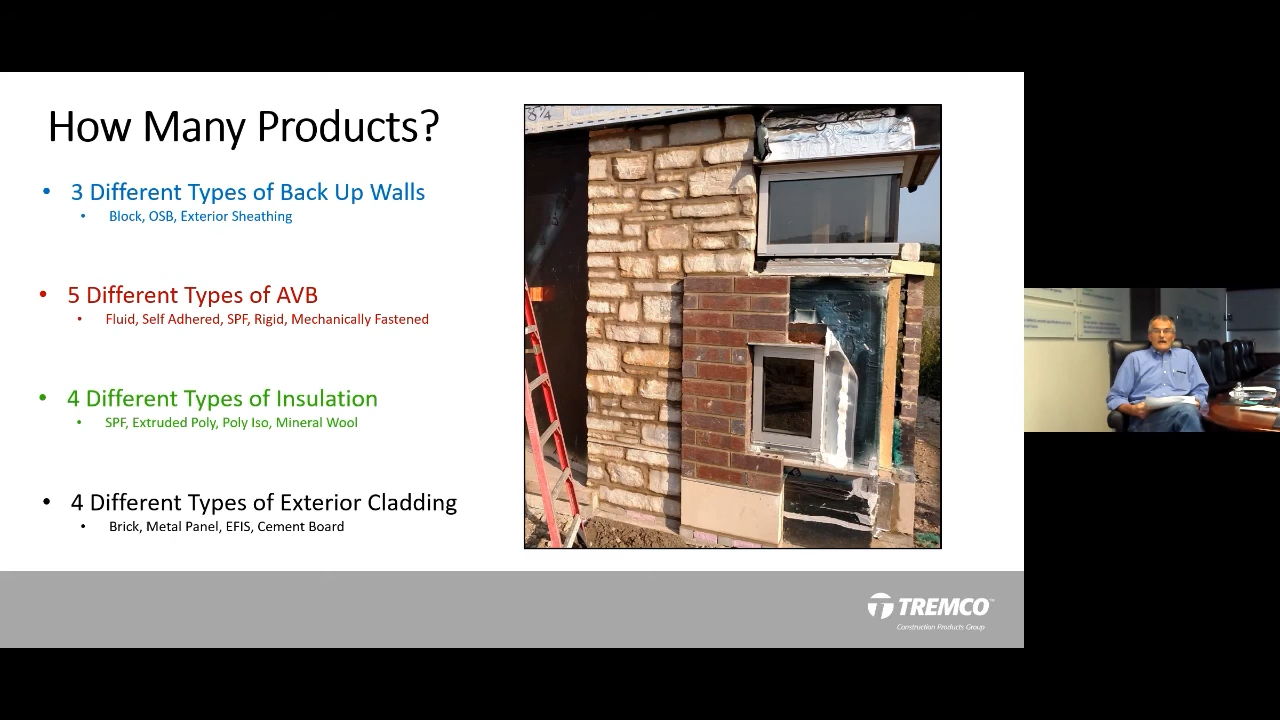 How Many Products?
• 3 Different Types of Back Up Walls
• Block, OSB, Exterior Sheathing
• 5 Different Types of AVB
• Fluid, Self Adhered, SPF, Rigid, Mechanically Fastened
• 4 Different Types of Insulation
• SPF, Extruded Poly, Poly Iso, Mineral Wool
• 4 Different Types of Exterior Cladding
• Brick, Metal Panel, EFIS, Cement Board
TREMCO™
Construction Products Group